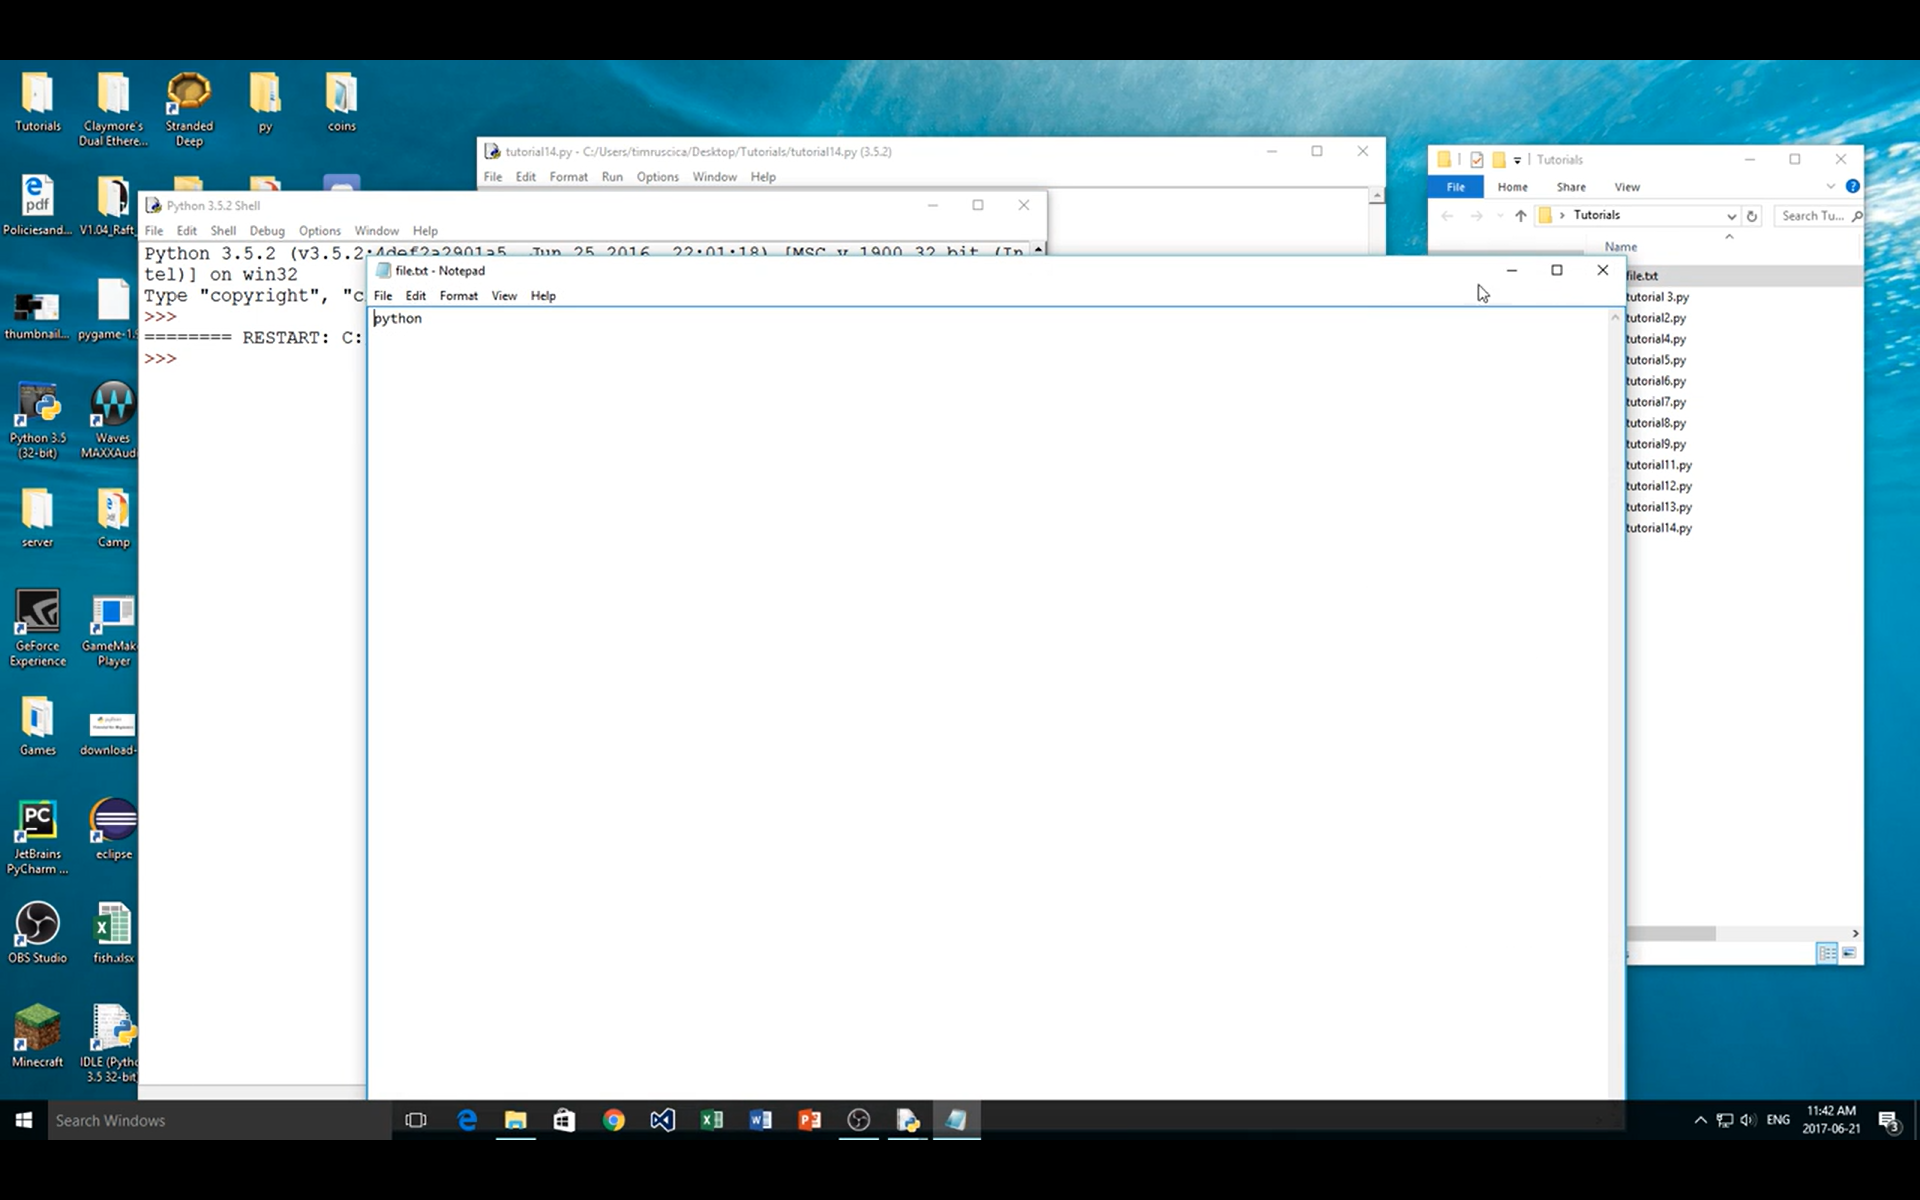 Tutorials
Claymore's
Dual Ethere...
Stranded
Deep
py
coins
Policiesand...
V1.04_Raft
thumbnail...
pygame-1.
Python 3.5
(32-bit)
Waves
MAXXAud
server
Camp
GeForce
Experience
GameMak
Player
Games
download-
JetBrains
PyCharm ...
eclipse
OBS Studio
fish.xlsx
Minecraft
IDLE (Pytho
3.5 32-bit
tutorial14.py - C:/Users/timruscica/Desktop/Tutorials/tutorial14.py (3.5.2)
File Edit Format Run Options Window Help
Python 3.5.2 Shell
File Edit Shell Debug Options Window Help
Python 3.5.2 (v3.5.2:4def2a2901a5, Jun 25 2016, 22:01:18) [MSC v.1900 32 bit (In
tel)] on win32
Type "copyright", "c
>>>
======== RESTART: C:
>>>
file.txt - Notepad
File Edit Format View Help
python
Tutorials
File Home Share View
Tutorials
Search Tu...
Name
file.txt
tutorial 3.py
tutorial2.py
tutorial4.py
tutorial5.py
tutorial6.py
tutorial7.py
tutorial8.py
tutorial9.py
tutorial11.py
tutorial12.py
tutorial13.py
tutorial14.py
Search Windows
ENG
11:42 AM
2017-06-21
3